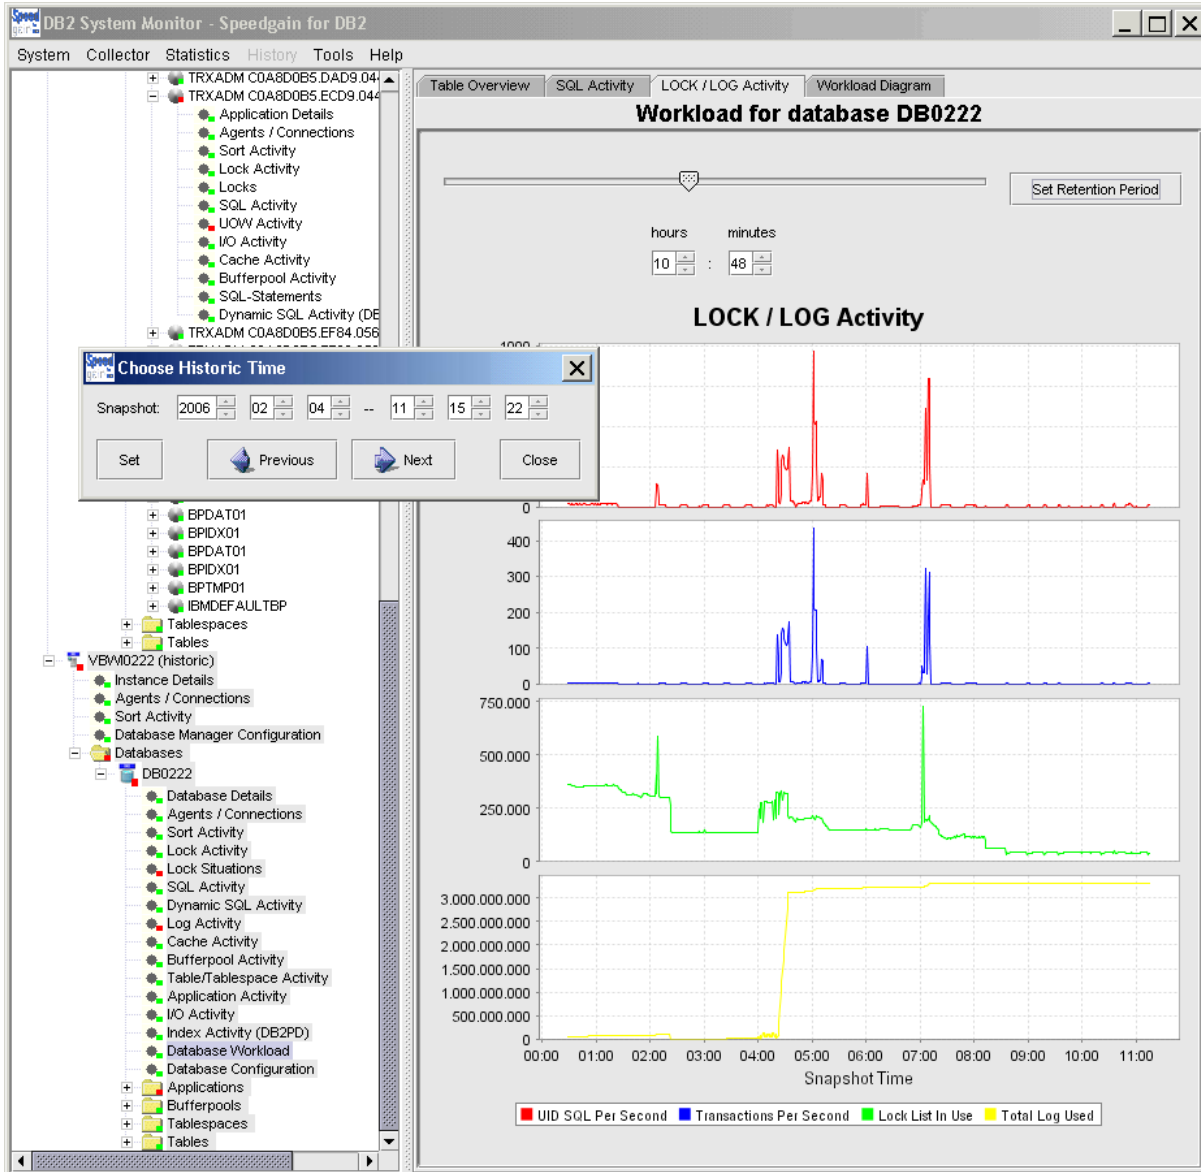 DB2 System Monitor - Speedgain for DB2
System Collector Statistics History Tools Help
TRXADM C0A8D0B5.DAD9.044
TRXADM C0A8D0B5.ECD9.044
Application Details
Agents / Connections
Sort Activity
Lock Activity
Locks
SQL Activity
UOW Activity
I/O Activity
Cache Activity
Bufferpool Activity
SQL-Statements
Dynamic SQL Activity (DB
TRXADM C0A8D0B5.EF84.056
Choose Historic Time
Snapshot: 2006 02 04 -- 11 15 22
Set Previous Next Close
BPDAT01
BPIDX01
BPDAT01
BPIDX01
BPTMP01
IBMDEFAULTBP
Tablespaces
Tables
VBWI0222 (historic)
Instance Details
Agents / Connections
Sort Activity
Database Manager Configuration
Databases
DB0222
Database Details
Agents / Connections
Sort Activity
Lock Activity
Lock Situations
SQL Activity
Dynamic SQL Activity
Log Activity
Cache Activity
Bufferpool Activity
Table/Tablespace Activity
Application Activity
I/O Activity
Index Activity (DB2PD)
Database Workload
Database Configuration
Applications
Bufferpools
Tablespaces
Tables
Table Overview SQL Activity LOCK / LOG Activity Workload Diagram
Workload for database DB0222
Set Retention Period
hours minutes
10 : 48
LOCK / LOG Activity
1000
0
400
300
200
100
0
750.000
500.000
250.000
0
3.000.000.000
2.500.000.000
2.000.000.000
1.500.000.000
1.000.000.000
500.000.000
0
00:00 01:00 02:00 03:00 04:00 05:00 06:00 07:00 08:00 09:00 10:00 11:00
Snapshot Time
UID SQL Per Second Transactions Per Second Lock List In Use Total Log Used